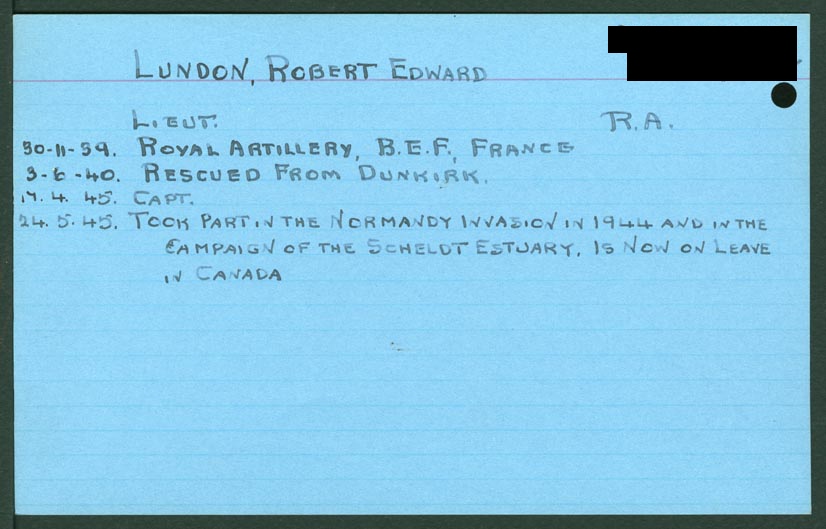 LUNDON, ROBERT EDWARD
LIEUT. R.A.
30-11-39. ROYAL ARTILLERY, B.E.F., FRANCE
3-6-40. RESCUED FROM DUNKIRK.
17. 4. 45. CAPT.
24. 5. 45. TOOK PART IN THE NORMANDY INVASION IN 1944 AND IN THE
CAMPAIGN OF THE SCHELDT ESTUARY, IS NOW ON LEAVE
IN CANADA